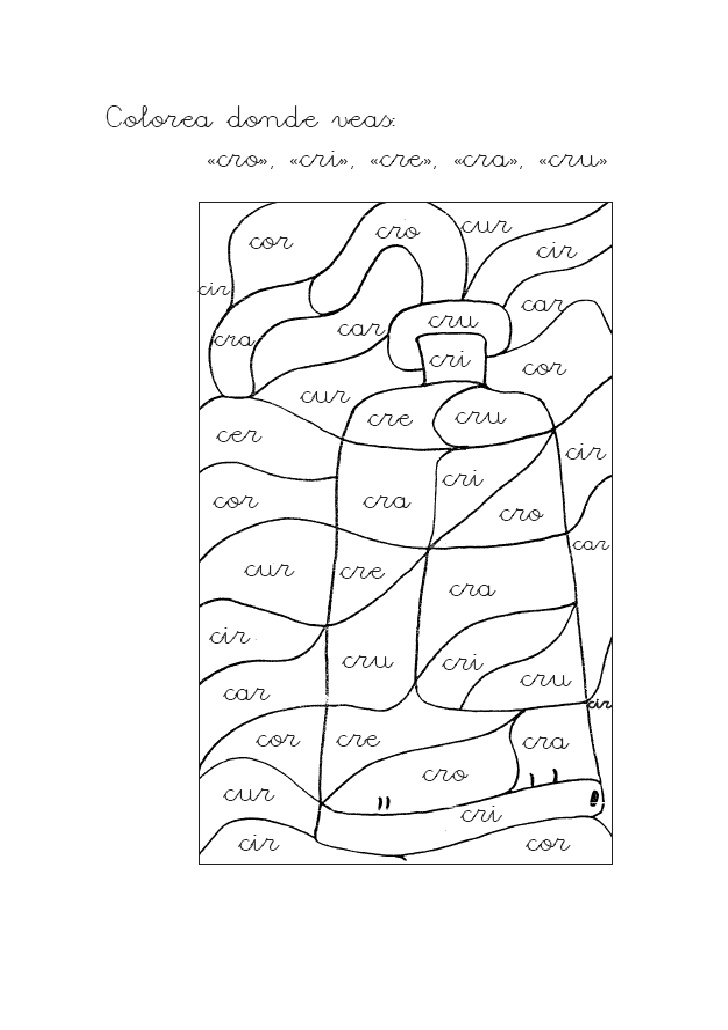 Colorea donde veas:
«cro», «cri», «cre», «cra», «cru»
cor cro cur
cir
cir
car
cra car cru
cri cor
cur
cre cru
cer
cir
cri
cor cra
cro
car
cur cre
cra
cir
cru cri
cru
car
cir
cor cre cra
cro
cur
cri
cir cor